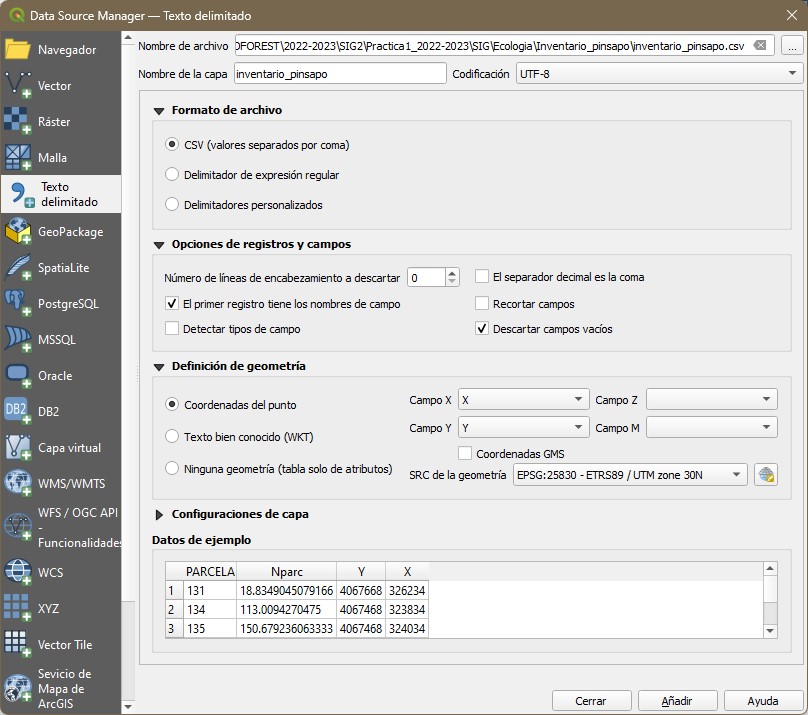 Data Source Manager — Texto delimitado
Navegador
Vector
Ráster
Malla
Texto
delimitado
GeoPackage
SpatiaLite
PostgreSQL
MSSQL
Oracle
DB2
DB2
Capa virtual
WMS/WMTS
WFS / OGC API
-
Funcionalidades
WCS
XYZ
Vector Tile
Sevicio de
Mapa de
ArcGIS
Nombre de archivo OFOREST\2022-2023\SIG2\Practica1_2022-2023\SIG\Ecologia\Inventario_pinsapo\inventario_pinsapo.csv ...
Nombre de la capa inventario_pinsapo Codificación UTF-8
Formato de archivo
CSV (valores separados por coma)
Delimitador de expresión regular
Delimitadores personalizados
Opciones de registros y campos
Número de líneas de encabezamiento a descartar 0 El separador decimal es la coma
El primer registro tiene los nombres de campo Recortar campos
Detectar tipos de campo Descartar campos vacíos
Definición de geometría
Coordenadas del punto Campo X X Campo Z
Texto bien conocido (WKT) Campo Y Y Campo M
Coordenadas GMS
Ninguna geometría (tabla solo de atributos) SRC de la geometría EPSG:25830 - ETRS89 / UTM zone 30N
Configuraciones de capa
Datos de ejemplo
PARCELA Nparc Y X
1 131 18.8349045079166 4067668 326234
2 134 113.0094270475 4067468 323834
3 135 150.679236063333 4067468 324034
Cerrar Añadir Ayuda